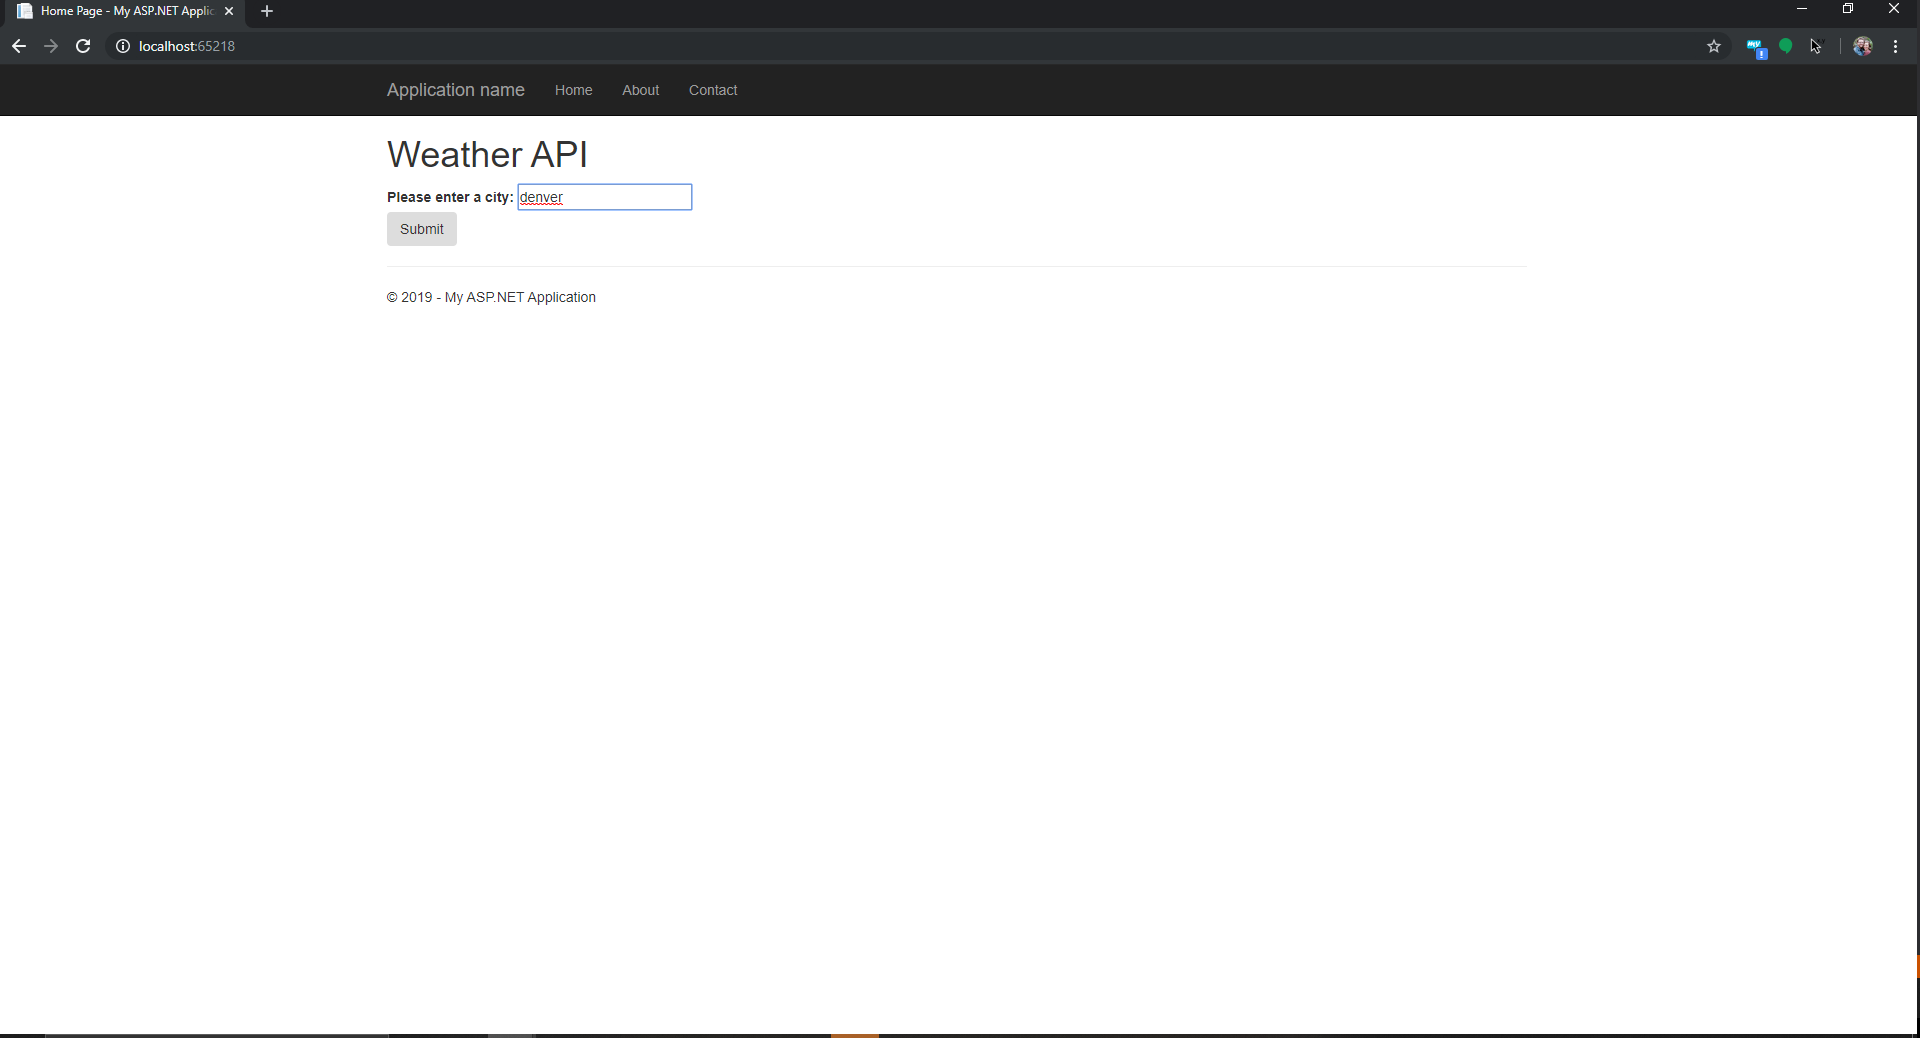 Home Page - My ASP.NET Applic
localhost:65218
Application name Home About Contact
Weather API
Please enter a city: denver
Submit
© 2019 - My ASP.NET Application